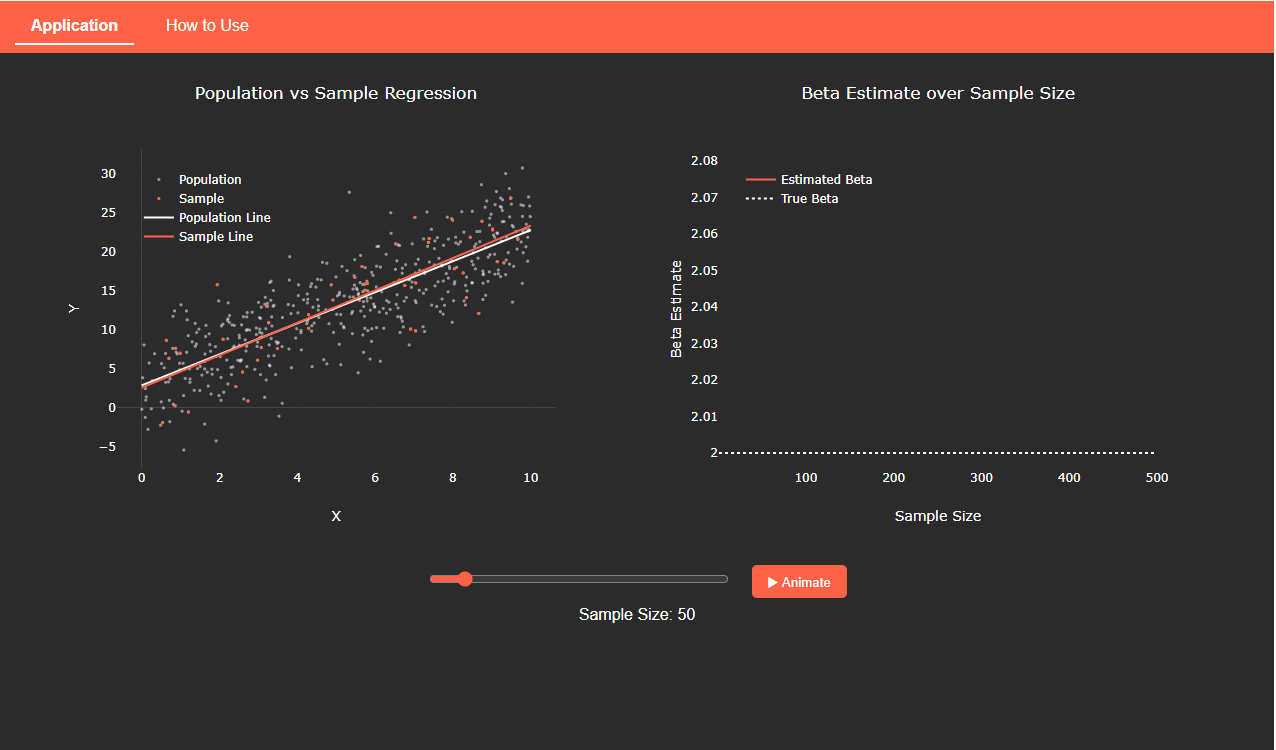 Application How to Use
Population vs Sample Regression
30
25
20
15
10
5
0
−5
Y
Population
Sample
Population Line
Sample Line
0 2 4 6 8 10
X
Beta Estimate over Sample Size
2.08
2.07
2.06
2.05
2.04
2.03
2.02
2.01
2
Beta Estimate
Estimated Beta
True Beta
100 200 300 400 500
Sample Size
▶ Animate
Sample Size: 50